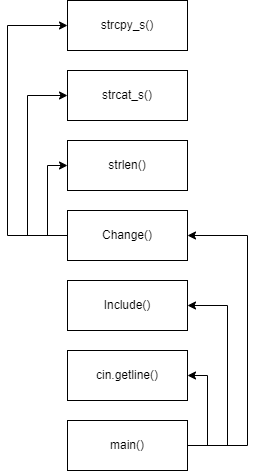 strcpy_s()
strcat_s()
strlen()
Change()
Include()
cin.getline()
main()